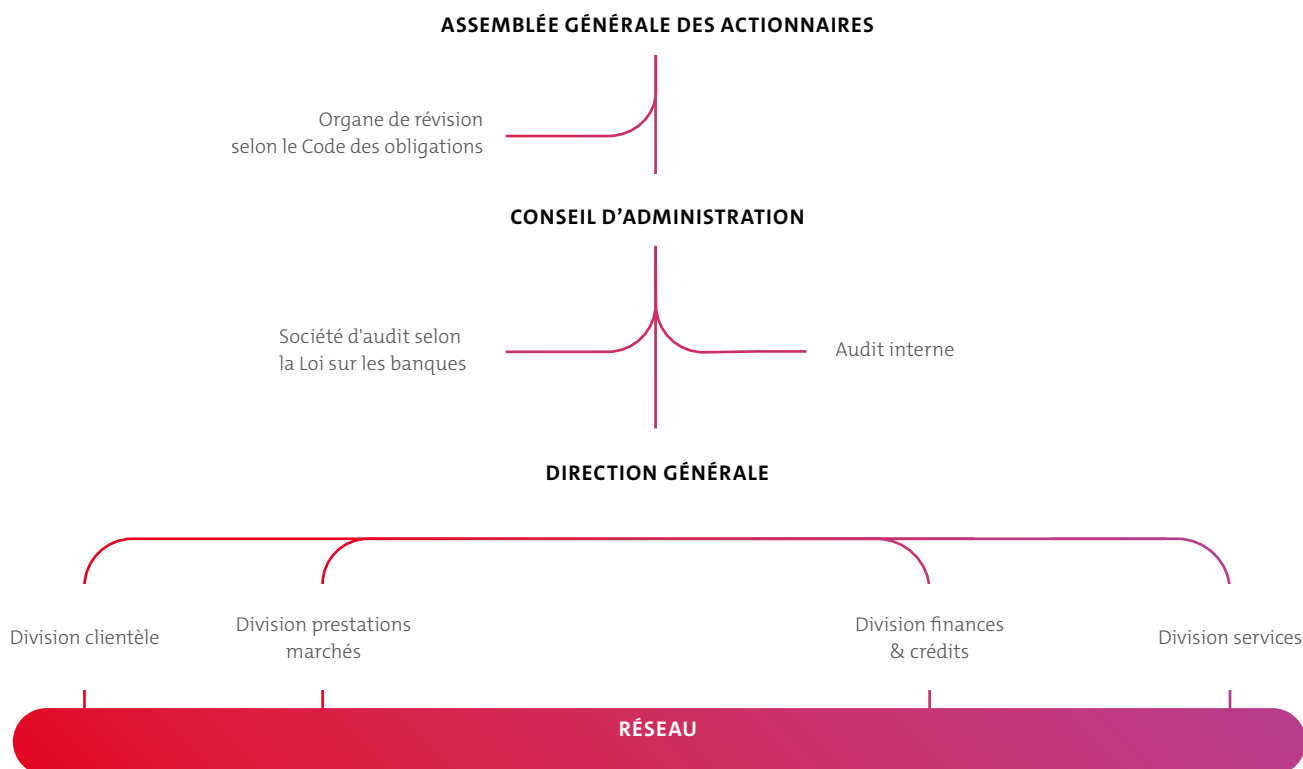 ASSEMBLÉE GÉNÉRALE DES ACTIONNAIRES
Organe de révision
selon le Code des obligations
CONSEIL D’ADMINISTRATION
Société d'audit selon
la Loi sur les banques
Audit interne
DIRECTION GÉNÉRALE
Division clientèle
Division prestations
marchés
Division finances
& crédits
Division services
RÉSEAU